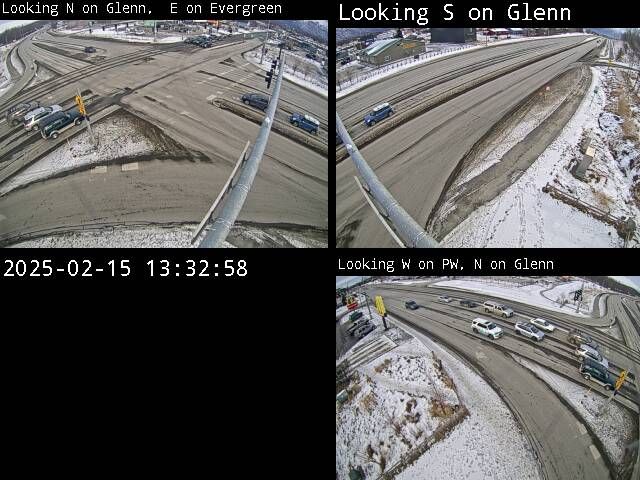 Looking N on Glenn,  E on Evergreen
Looking S on Glenn
2025-02-15 13:32:58
Looking W on PW, N on Glenn